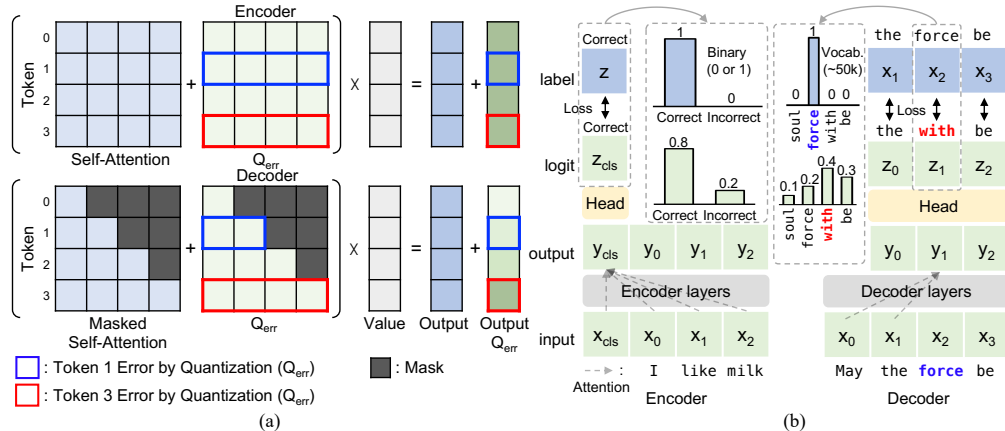 Encoder
Token
0
1
2
3
+
x
=
+
Self-Attention
Q_err
Decoder
Token
0
1
2
3
+
x
=
+
Masked
Self-Attention
Q_err
Value
Output
Output
Q_err
: Token 1 Error by Quantization (Q_err)
: Mask
: Token 3 Error by Quantization (Q_err)
(a)
label
logit
output
input
Correct
z
Loss
Correct
z_cls
Head
y_cls y_0 y_1 y_2
Encoder layers
x_cls x_0 x_1 x_2
Attention :
I like milk
Encoder
1
Binary
(0 or 1)
0
Correct Incorrect
0.8
0.2
Correct Incorrect
1
Vocab.
(~50k)
0 0 0
soul
force
with
be
0.1 0.2 0.4 0.3
soul
force
with
be
the force be
x_1 x_2 x_3
Loss
the with be
z_0 z_1 z_2
Head
y_0 y_1 y_2
Decoder layers
x_0 x_1 x_2 x_3
May the force be
Decoder
(b)